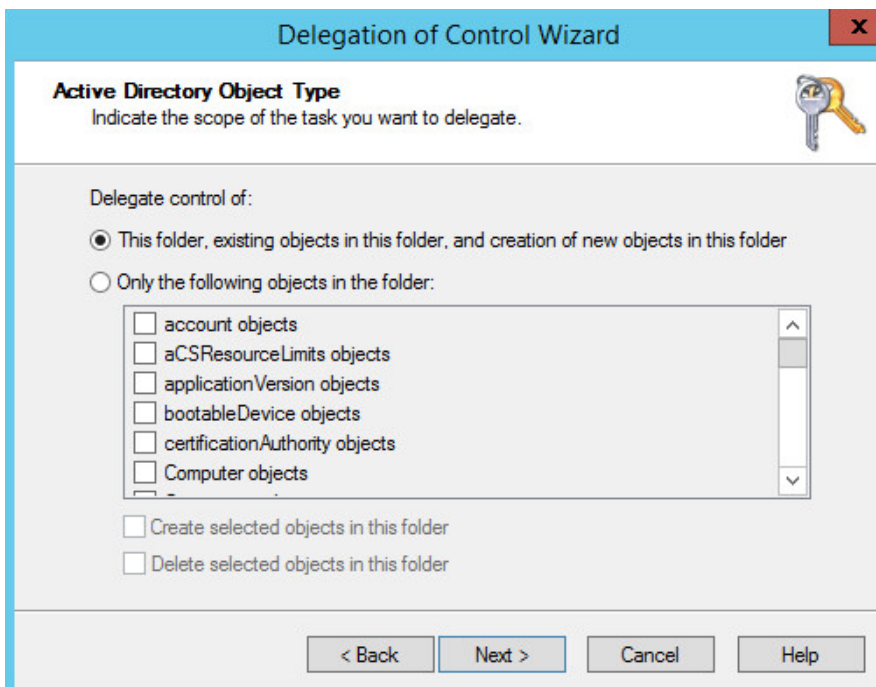 Delegation of Control Wizard
x
Active Directory Object Type
Indicate the scope of the task you want to delegate.
Delegate control of:
This folder, existing objects in this folder, and creation of new objects in this folder
Only the following objects in the folder:
account objects
aCSResourceLimits objects
applicationVersion objects
bootableDevice objects
certificationAuthority objects
Computer objects
Create selected objects in this folder
Delete selected objects in this folder
< Back Next > Cancel Help